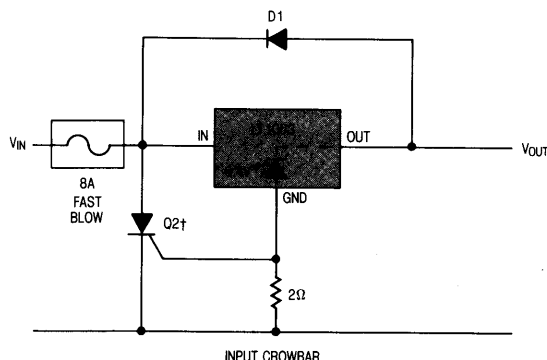 D1
IN
OUT
VIN
VOUT
8A
FAST
BLOW
GND
Q2†
2Ω
INPUT CROWBAR